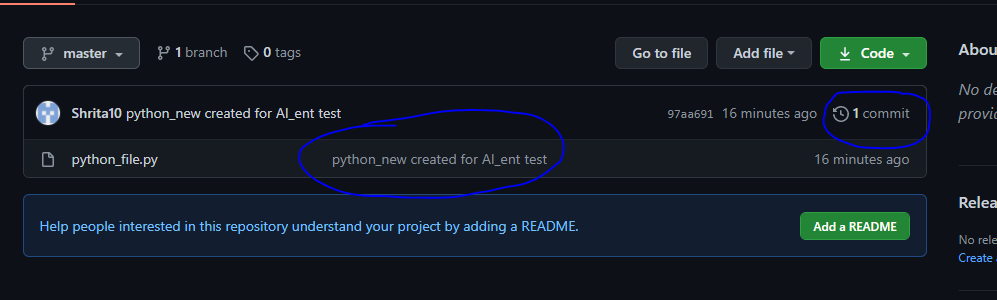 master 1 branch 0 tags Go to file Add file Code
Shrita10 python_new created for AI_ent test 97aa691 16 minutes ago 1 commit
python_file.py python_new created for AI_ent test 16 minutes ago
Help people interested in this repository understand your project by adding a README. Add a README
Abou
No de
provid
Relea
No rele
Create